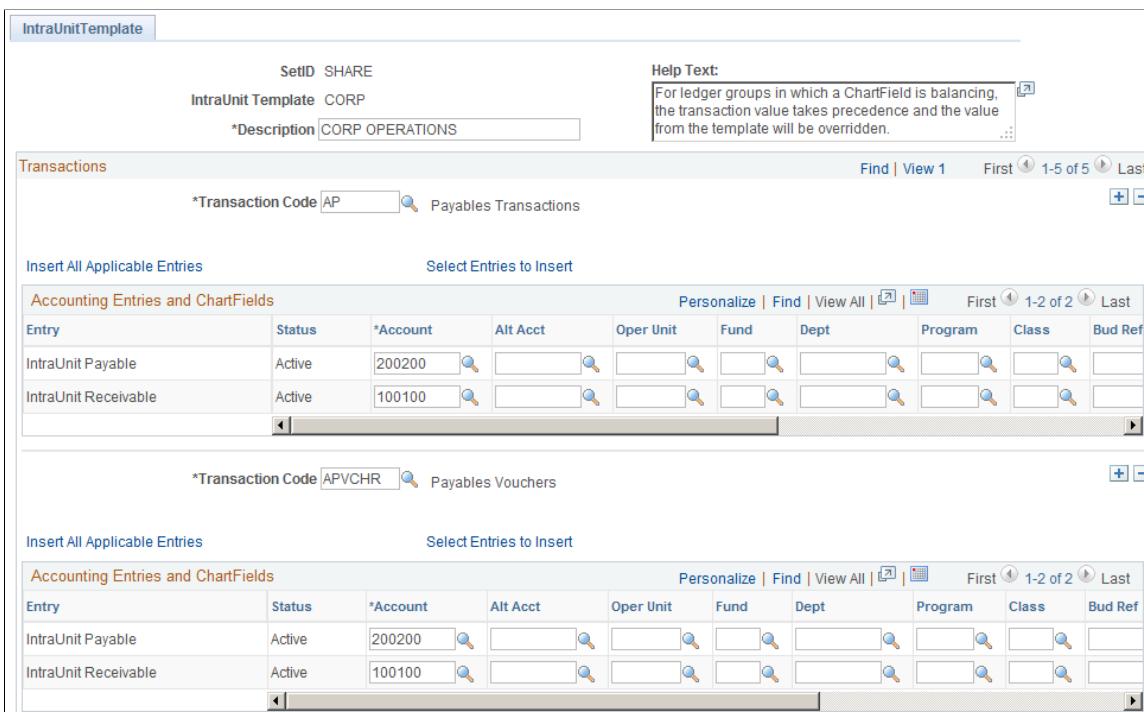 IntraUnitTemplate
SetID SHARE
IntraUnit Template CORP
*Description CORP OPERATIONS
Help Text:
For ledger groups in which a ChartField is balancing,
the transaction value takes precedence and the value
from the template will be overridden.
Transactions Find | View 1 First 1-5 of 5 Last
*Transaction Code AP Payables Transactions
Insert All Applicable Entries Select Entries to Insert
Accounting Entries and ChartFields Personalize | Find | View All | | First 1-2 of 2 Last
Entry Status *Account Alt Acct Oper Unit Fund Dept Program Class Bud Ref
IntraUnit Payable Active 200200
IntraUnit Receivable Active 100100
*Transaction Code APVCHR Payables Vouchers
Insert All Applicable Entries Select Entries to Insert
Accounting Entries and ChartFields Personalize | Find | View All | | First 1-2 of 2 Last
Entry Status *Account Alt Acct Oper Unit Fund Dept Program Class Bud Ref
IntraUnit Payable Active 200200
IntraUnit Receivable Active 100100